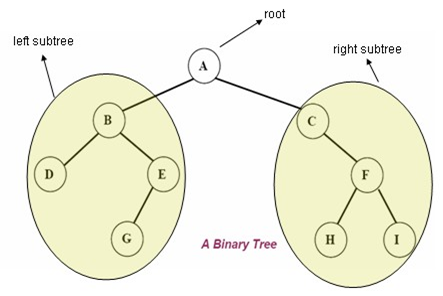 root
left subtree
right subtree
A
B
C
D
E
F
G
H
I
A Binary Tree